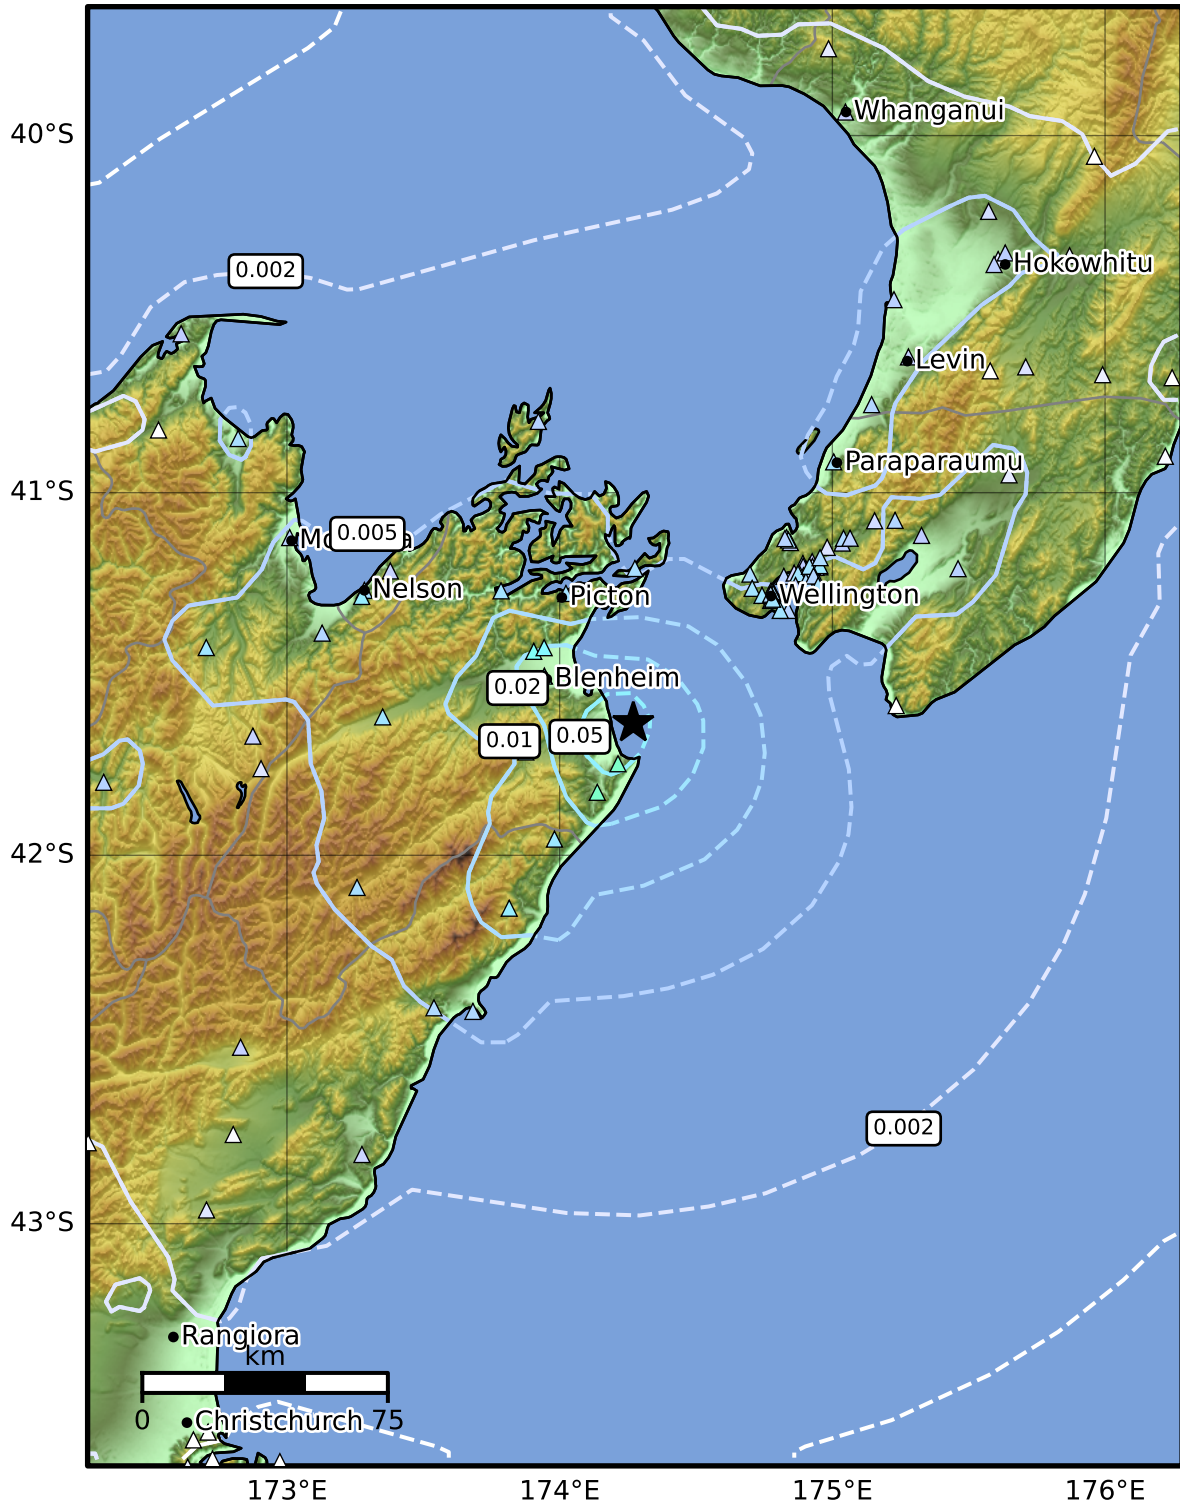 Whanganui
40°S
0.002
Hokowhitu
Levin
Paraparaumu
41°S
0.005
Nelson
Picton
Wellington
Blenheim
0.02
0.01
0.05
42°S
0.002
43°S
Rangiora
km
0
75
Christchurch
173°E
174°E
175°E
176°E